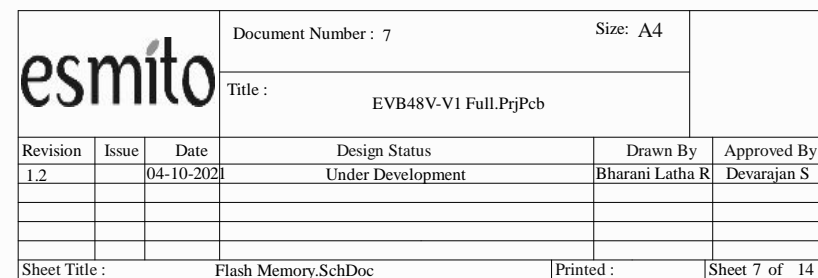 esmito
Document Number : 7 Size: A4
Title :
EVB48V-V1 Full.PrjPcb
Revision Issue Date Design Status Drawn By Approved By
1.2 04-10-2021 Under Development Bharani Latha R Devarajan S
Sheet Title : Flash Memory.SchDoc Printed : Sheet 7 of 14